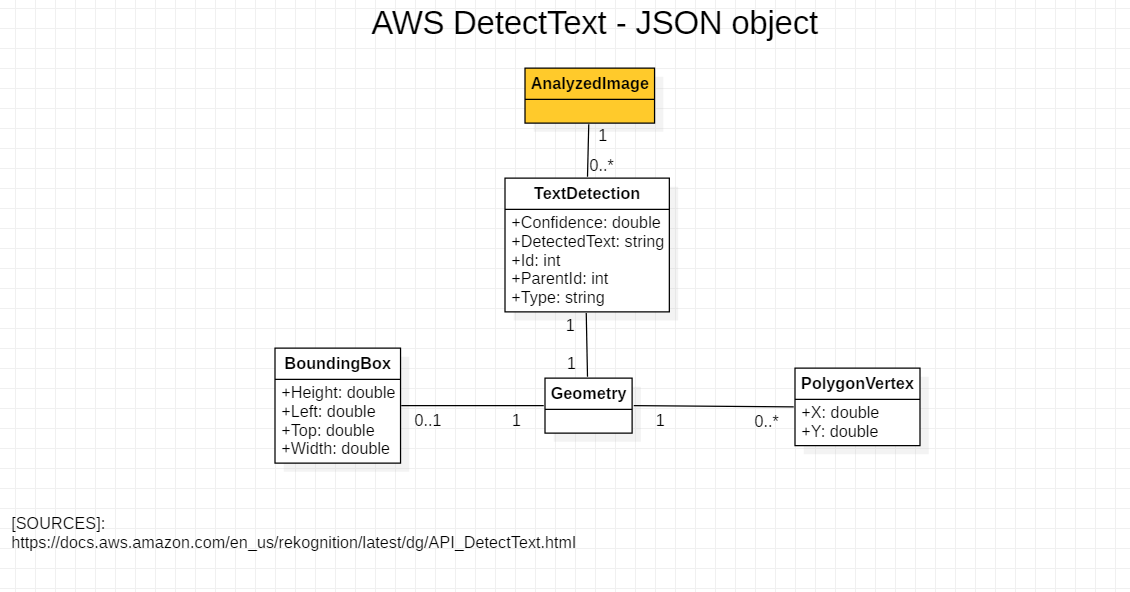 AWS DetectText - JSON object
AnalyzedImage
1
0..*
TextDetection
+Confidence: double
+DetectedText: string
+Id: int
+ParentId: int
+Type: string
1
1
BoundingBox
+Height: double
+Left: double
+Top: double
+Width: double
0..1
1
Geometry
1
0..*
PolygonVertex
+X: double
+Y: double
[SOURCES]:
https://docs.aws.amazon.com/en_us/rekognition/latest/dg/API_DetectText.html